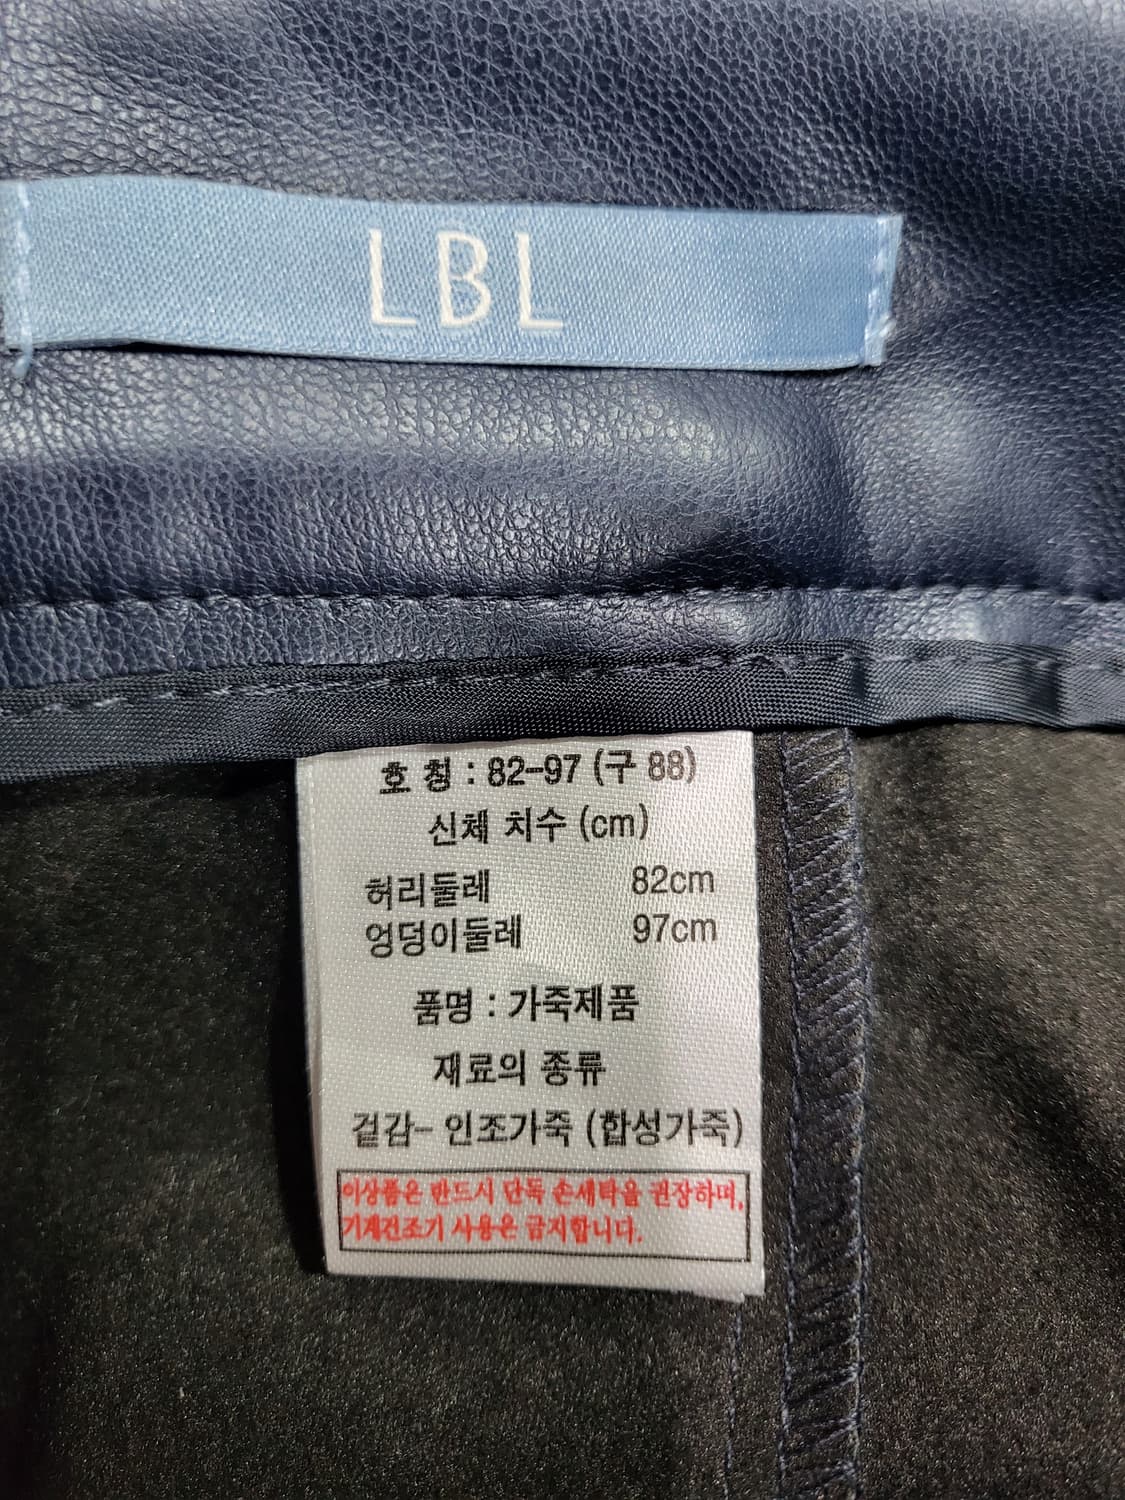 LBL
호 칭 : 82-97 (구 88)
신체 치수 (cm)
허리둘레 82cm
엉덩이둘레 97cm
품명 : 가죽제품
재료의 종류
겉감- 인조가죽 (합성가죽)
이상품은 반드시 단독 손세탁을 권장하며,
기계건조기 사용은 금지합니다.